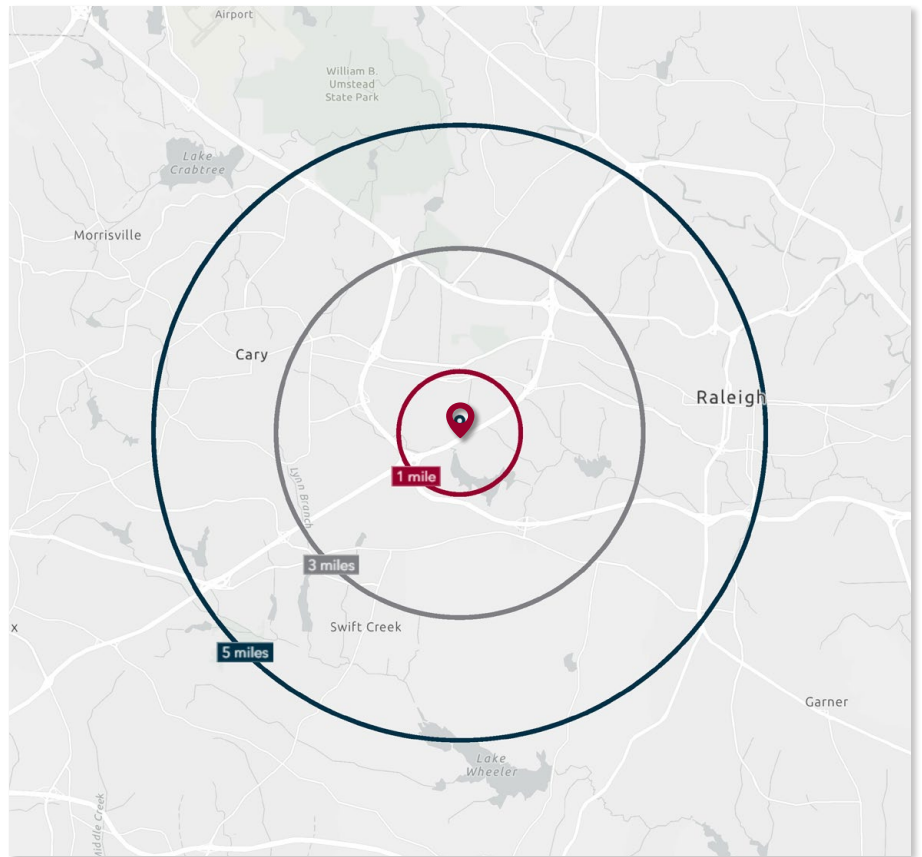 Airport
William B.
Umstead
State Park
Lake
Crabtree
Morrisville
Cary
Raleigh
1 mile
Lynn Branch
3 miles
x
Swift Creek
5 miles
Garner
Lake
Wheeler
Middle Creek